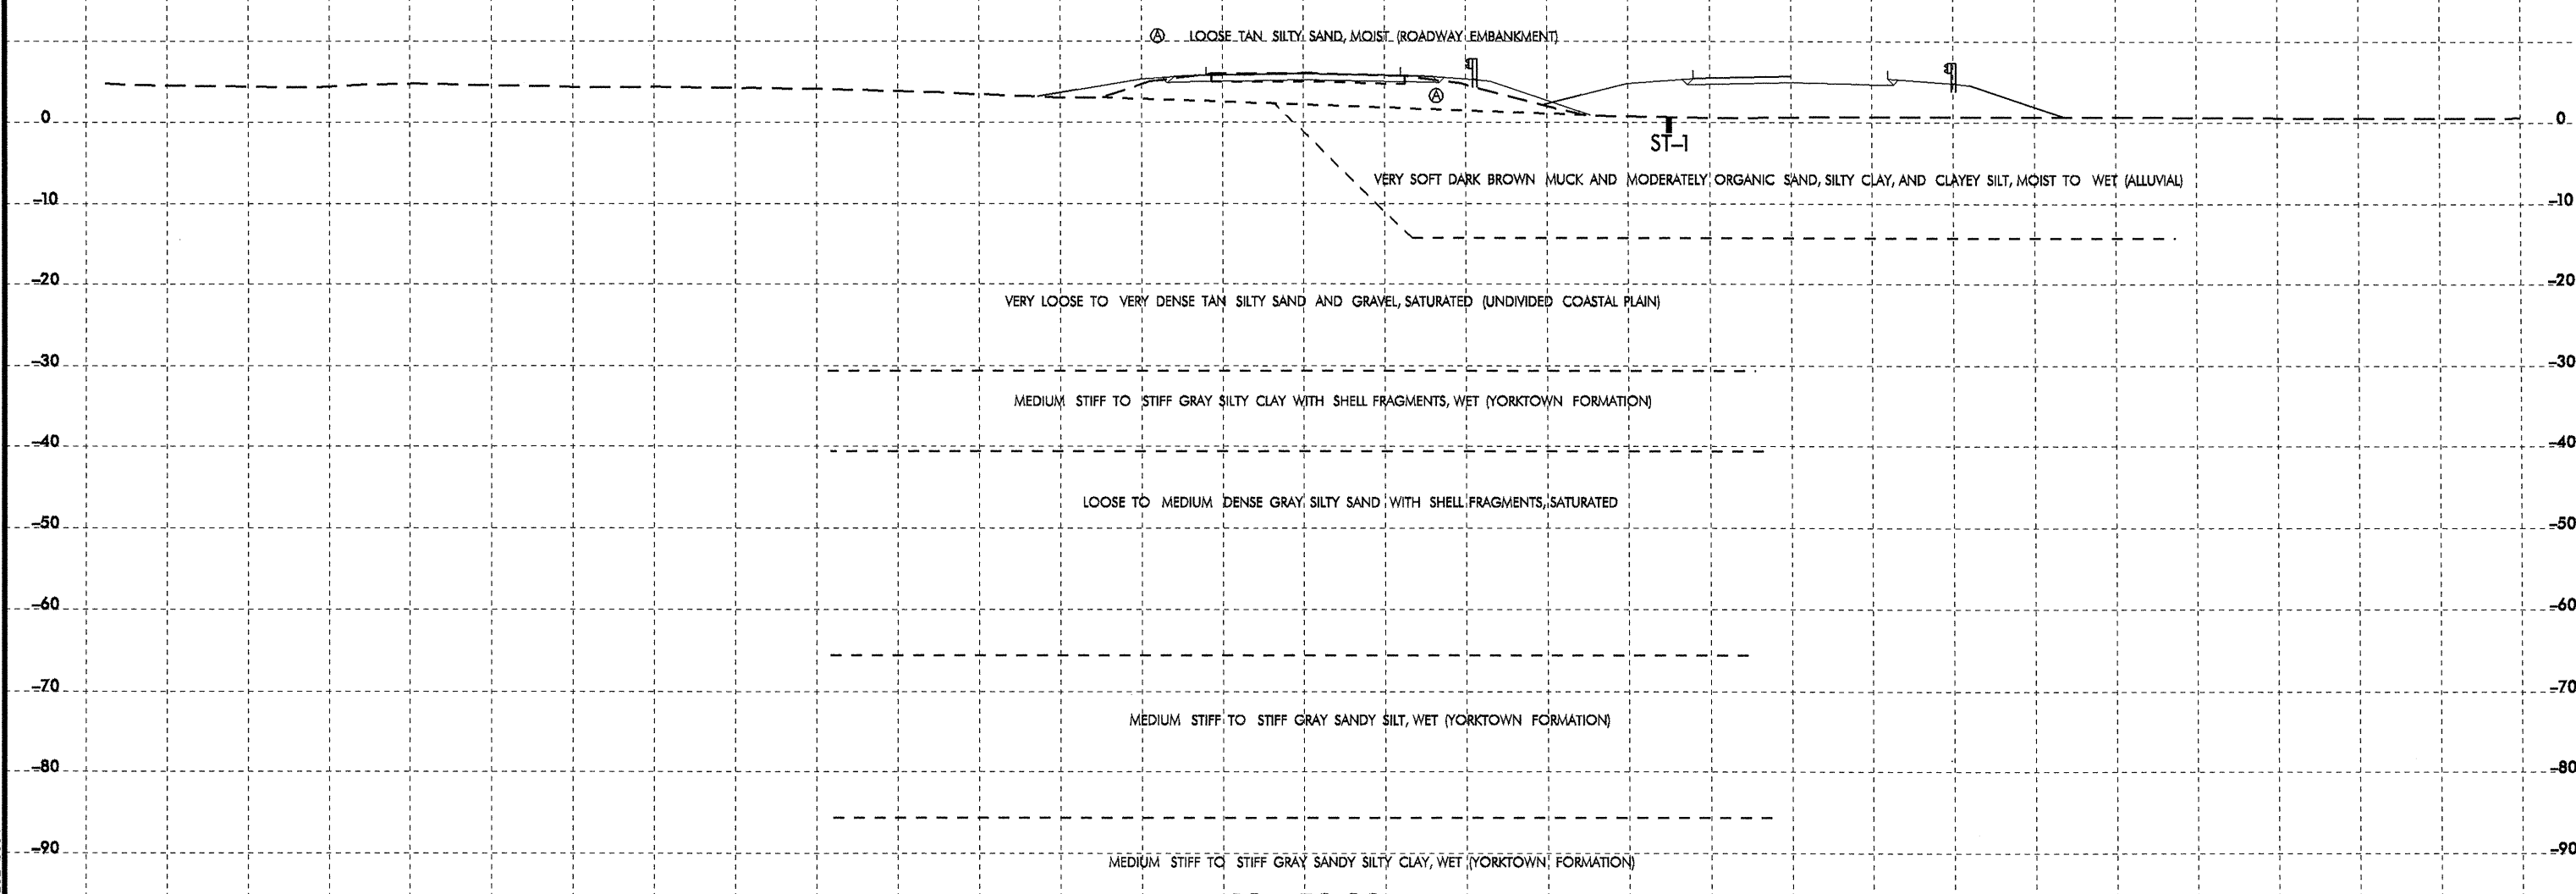 Ⓐ LOOSE TAN SILTY SAND, MOIST (ROADWAY EMBANKMENT)
Ⓐ
0 0
ST-1
VERY SOFT DARK BROWN MUCK AND MODERATELY ORGANIC SAND, SILTY CLAY, AND CLAYEY SILT, MOIST TO WET (ALLUVIAL)
-10 -10
-20 -20
VERY LOOSE TO VERY DENSE TAN SILTY SAND AND GRAVEL, SATURATED (UNDIVIDED COASTAL PLAIN)
-30 -30
MEDIUM STIFF TO STIFF GRAY SILTY CLAY WITH SHELL FRAGMENTS, WET (YORKTOWN FORMATION)
-40 -40
LOOSE TO MEDIUM DENSE GRAY SILTY SAND WITH SHELL FRAGMENTS, SATURATED
-50 -50
-60 -60
-70 -70
MEDIUM STIFF TO STIFF GRAY SANDY SILT, WET (YORKTOWN FORMATION)
-80 -80
-90 -90
MEDIUM STIFF TO STIFF GRAY SANDY SILTY CLAY, WET (YORKTOWN FORMATION)